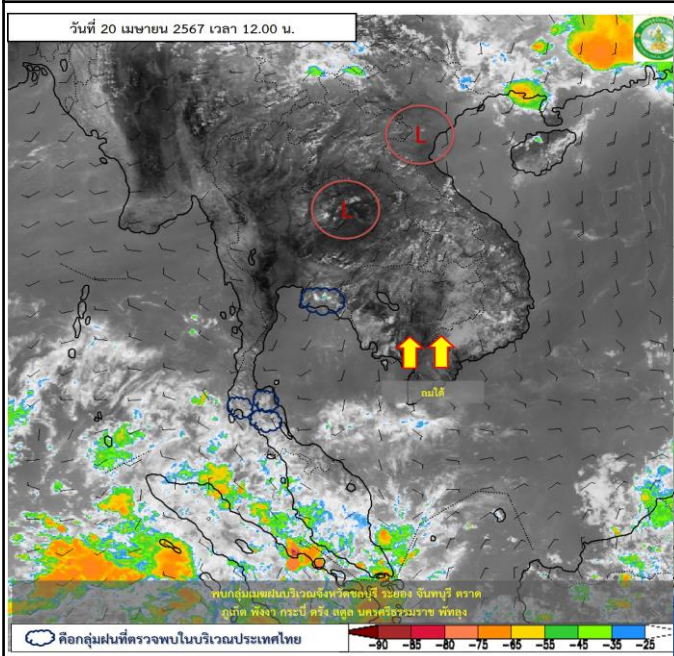 วันที่ 20 เมษายน 2567 เวลา 12.00 น.
L
L
ลมใต้
พบกลุ่มเมฆฝนบริเวณจังหวัดชลบุรี ระยอง จันทบุรี ตราด
ภูเก็ต พังงา กระบี่ ตรัง สตูล นครศรีธรรมราช พัทลุง
คือกลุ่มฝนที่ตรวจพบในบริเวณประเทศไทย
-90 -85 -80 -75 -65 -55 -45 -35 -25